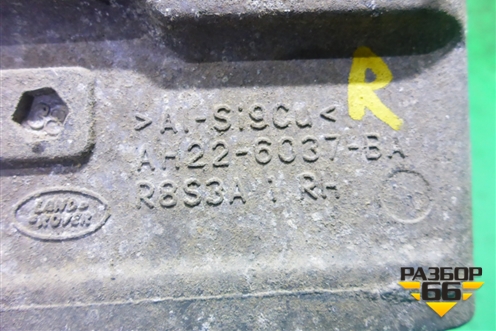 R
>Al-Si9Cu<
AH22-6037-BA
R8S3A 1 RH
LAND
ROVER
РАЗБОР
66